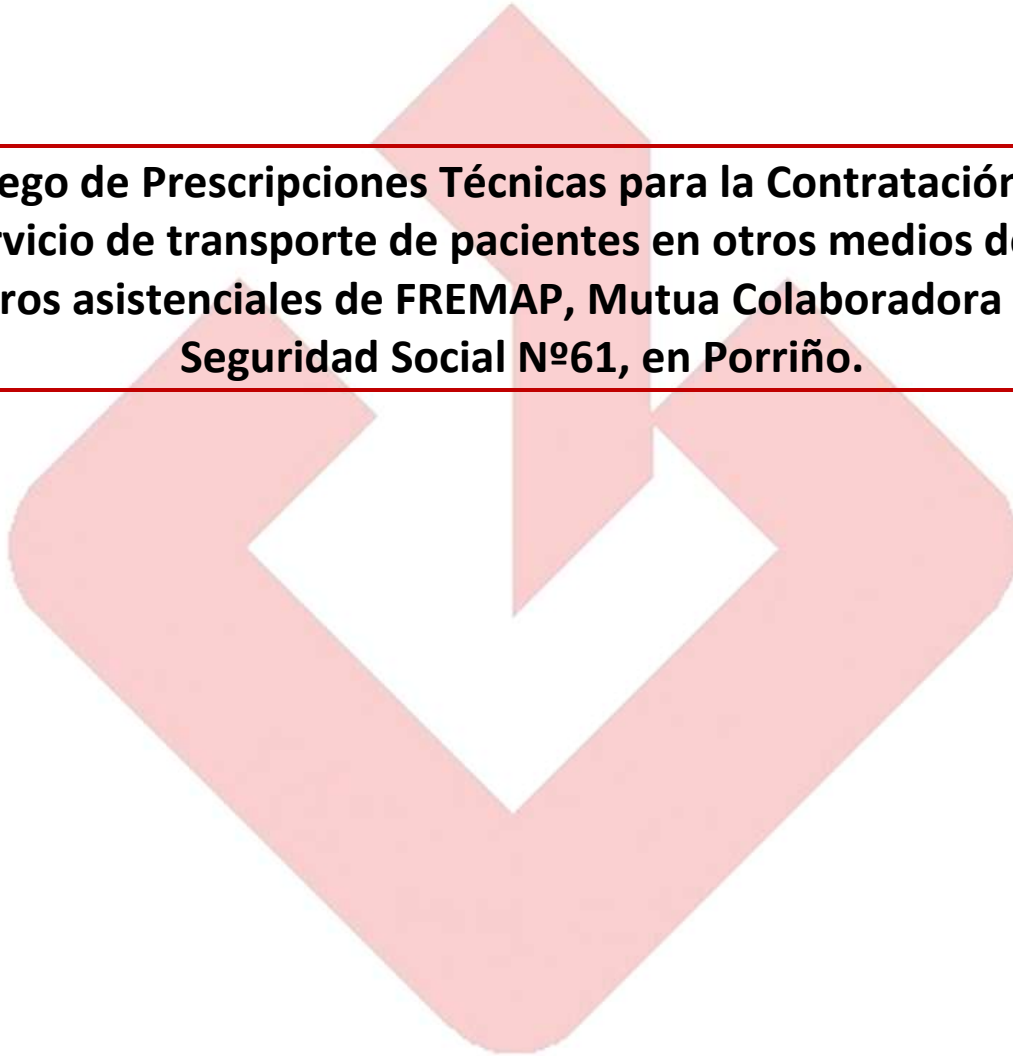 ego de Prescripciones Técnicas para la Contratación
vicio de transporte de pacientes en otros medios de
ros asistenciales de FREMAP, Mutua Colaboradora
Seguridad Social Nº61, en Porriño.